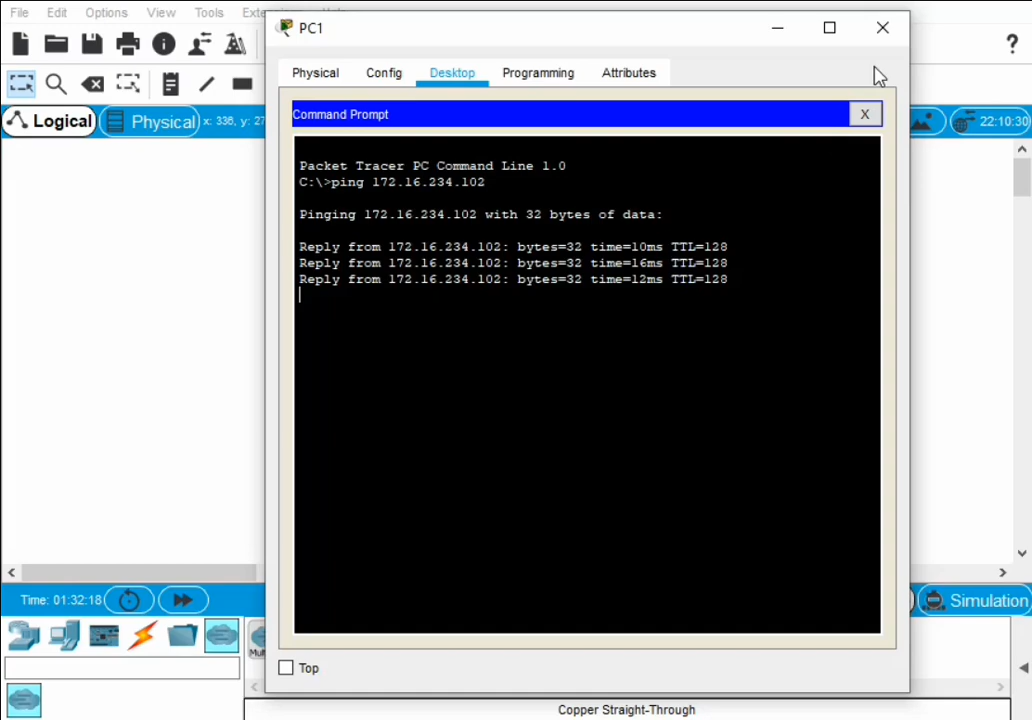 File Edit Options View Tools
PC1
?
Physical Config Desktop Programming Attributes
Logical
Physical
x: 336, y: 27
22:10:30
Command Prompt
X
Packet Tracer PC Command Line 1.0
C:\>ping 172.16.234.102
Pinging 172.16.234.102 with 32 bytes of data:
Reply from 172.16.234.102: bytes=32 time=10ms TTL=128
Reply from 172.16.234.102: bytes=32 time=16ms TTL=128
Reply from 172.16.234.102: bytes=32 time=12ms TTL=128
Time: 01:32:18
Simulation
Top
Copper Straight-Through